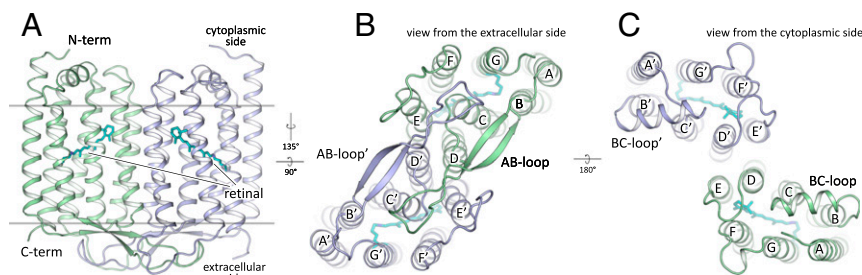 A
N-term
cytoplasmic
side
retinal
C-term
extracellular
135°
90°
B
view from the extracellular side
F
G
A
B
E
C
AB-loop'
D'
D
AB-loop
C'
B'
E'
A'
G'
F'
180°
C
view from the cytoplasmic side
A'
G'
F'
B'
C'
D'
E'
BC-loop'
BC-loop
E
D
C
B
F
G
A